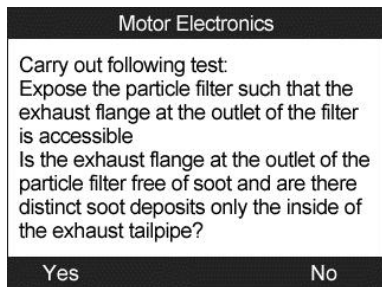 Motor Electronics
Carry out following test:
Expose the particle filter such that the
exhaust flange at the outlet of the filter
is accessible
Is the exhaust flange at the outlet of the
particle filter free of soot and are there
distinct soot deposits only the inside of
the exhaust tailpipe?
Yes No